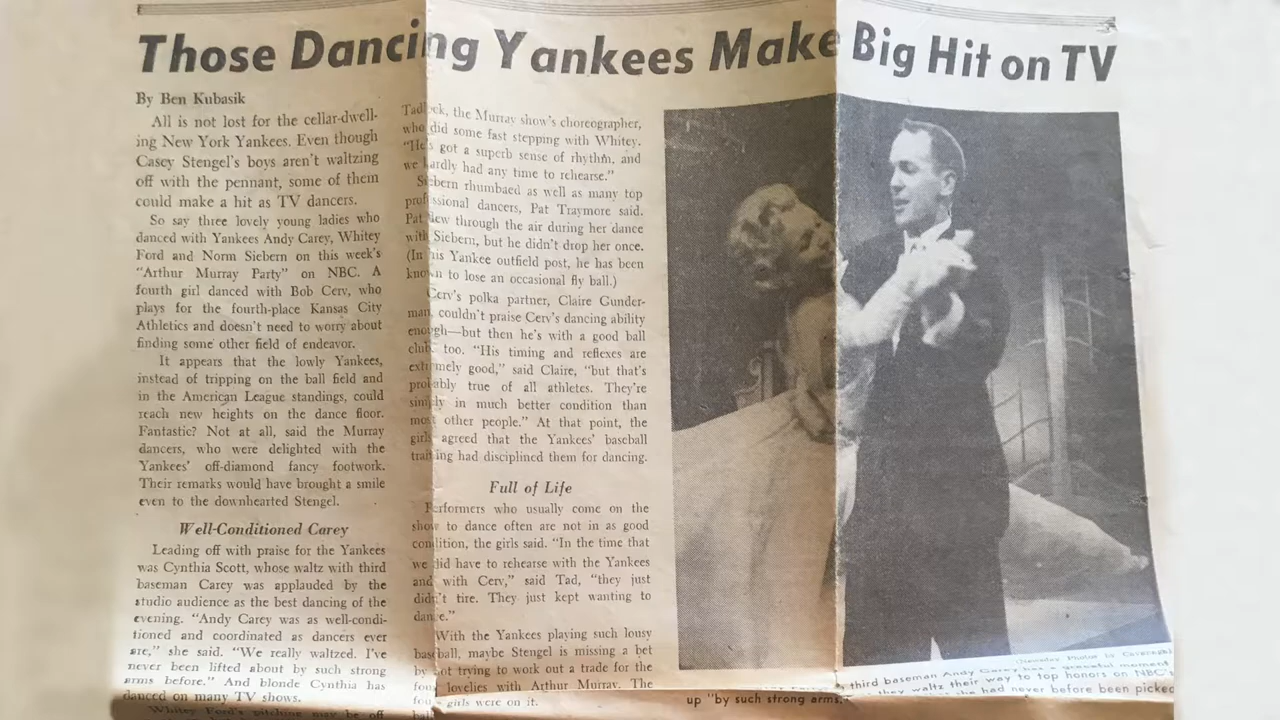 Those Dancing Yankees Make Big Hit on TV
By Ben Kubasik
All is not lost for the cellar-dwell-
ing New York Yankees. Even though
Casey Stengel's boys aren't waltzing
off with the pennant, some of them
could make a hit as TV dancers.
So say three lovely young ladies who
danced with Yankees Andy Carey, Whitey
Ford and Norm Siebern on this week's
"Arthur Murray Party" on NBC. A
fourth girl danced with Bob Cerv, who
plays for the fourth-place Kansas City
Athletics and doesn't need to worry about
finding some other field of endeavor.
It appears that the lowly Yankees,
instead of tripping on the ball field and
in the American League standings, could
reach new heights on the dance floor.
Fantastic? Not at all, said the Murray
dancers, who were delighted with the
Yankees' off-diamond fancy footwork.
Their remarks would have brought a smile
even to the downhearted Stengel.
Well-Conditioned Carey
Leading off with praise for the Yankees
was Cynthia Scott, whose waltz with third
baseman Carey was applauded by the
studio audience as the best dancing of the
evening. "Andy Carey was as well-condi-
tioned and coordinated as dancers ever
are," she said. "We really waltzed. I've
never been lifted about by such strong
arms before." And blonde Cynthia has
danced on many TV shows.
Whitey Ford's pitching may be off
Tadlock, the Murray show's choreographer,
who did some fast stepping with Whitey.
"He's got a superb sense of rhythm, and
we hardly had any time to rehearse."
Siebern rhumbaed as well as many top
professional dancers, Pat Traymore said.
Pat flew through the air during her dance
with Siebern, but he didn't drop her once.
(In his Yankee outfield post, he has been
known to lose an occasional fly ball.)
Cerv's polka partner, Claire Gunder-
man, couldn't praise Cerv's dancing ability
enough—but then he's with a good ball
club, too. "His timing and reflexes are
extremely good," said Claire, "but that's
probably true of all athletes. They're
simply in much better condition than
most other people." At that point, the
girls agreed that the Yankees' baseball
training had disciplined them for dancing.
Full of Life
Performers who usually come on the
show to dance often are not in as good
condition, the girls said. "In the time that
we did have to rehearse with the Yankees
and with Cerv," said Tad, "they just
didn't tire. They just kept wanting to
dance."
With the Yankees playing such lousy
baseball, maybe Stengel is missing a bet
by not trying to work out a trade for the
four lovelies with Arthur Murray. The
four girls were on it.
ball
(Newsday Photos by Cavanagh)
third baseman Andy Carey has a graceful moment
they waltz their way to top honors on NBC's
she had never before been picked
up "by such strong arms."